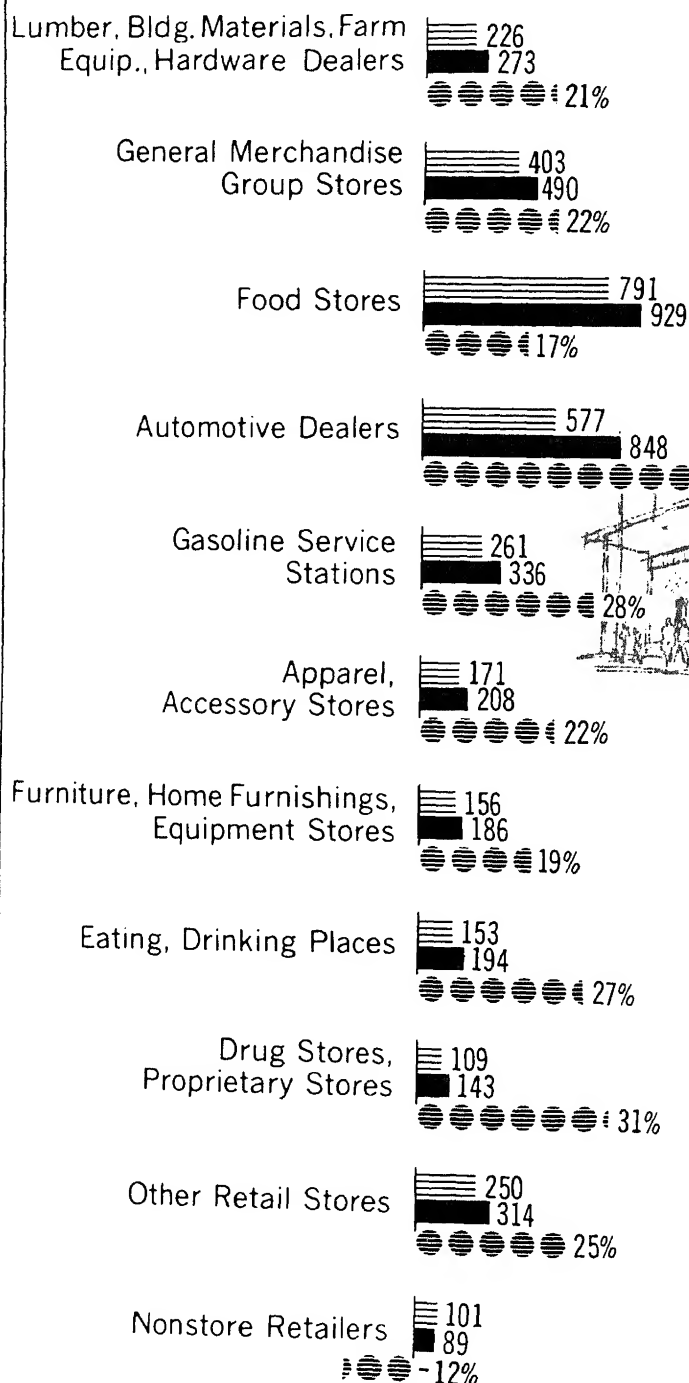 Lumber, Bldg. Materials, Farm
Equip., Hardware Dealers
226
273
21%
General Merchandise
Group Stores
403
490
22%
Food Stores
791
929
17%
Automotive Dealers
577
848
Gasoline Service
Stations
261
336
28%
Apparel,
Accessory Stores
171
208
22%
Furniture, Home Furnishings,
Equipment Stores
156
186
19%
Eating, Drinking Places
153
194
27%
Drug Stores,
Proprietary Stores
109
143
31%
Other Retail Stores
250
314
25%
Nonstore Retailers
101
89
-12%